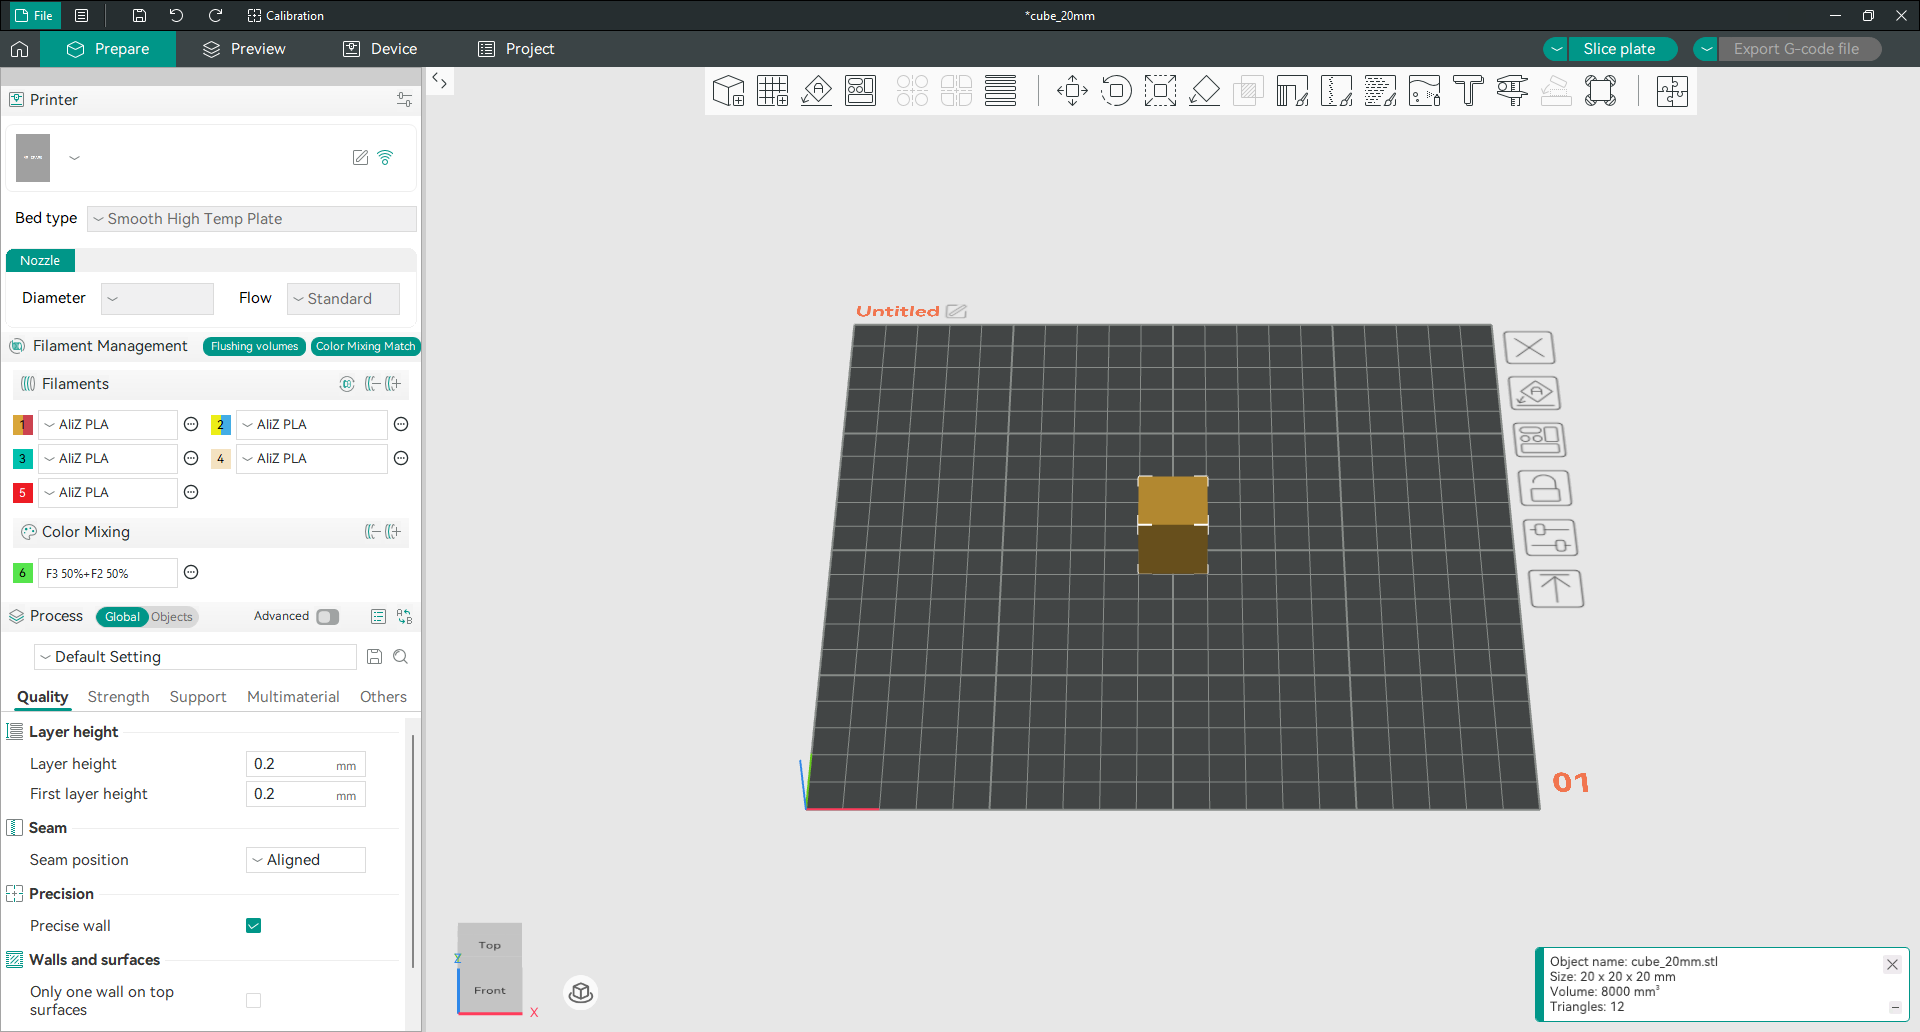 File
Calibration
*cube_20mm
Prepare
Preview
Device
Project
Slice plate
Export G-code file
Printer
Bed type
Smooth High Temp Plate
Nozzle
Diameter
Flow
Standard
Filament Management
Flushing volumes
Color Mixing Match
Filaments
1 AliZ PLA
2 AliZ PLA
3 AliZ PLA
4 AliZ PLA
5 AliZ PLA
Color Mixing
6 F3 50%+F2 50%
Process
Global
Objects
Advanced
Default Setting
Quality
Strength
Support
Multimaterial
Others
Layer height
Layer height 0.2 mm
First layer height 0.2 mm
Seam
Seam position Aligned
Precision
Precise wall
Walls and surfaces
Only one wall on top
surfaces
Untitled
01
Top
Front
Z
X
Object name: cube_20mm.stl
Size: 20 x 20 x 20 mm
Volume: 8000 mm³
Triangles: 12